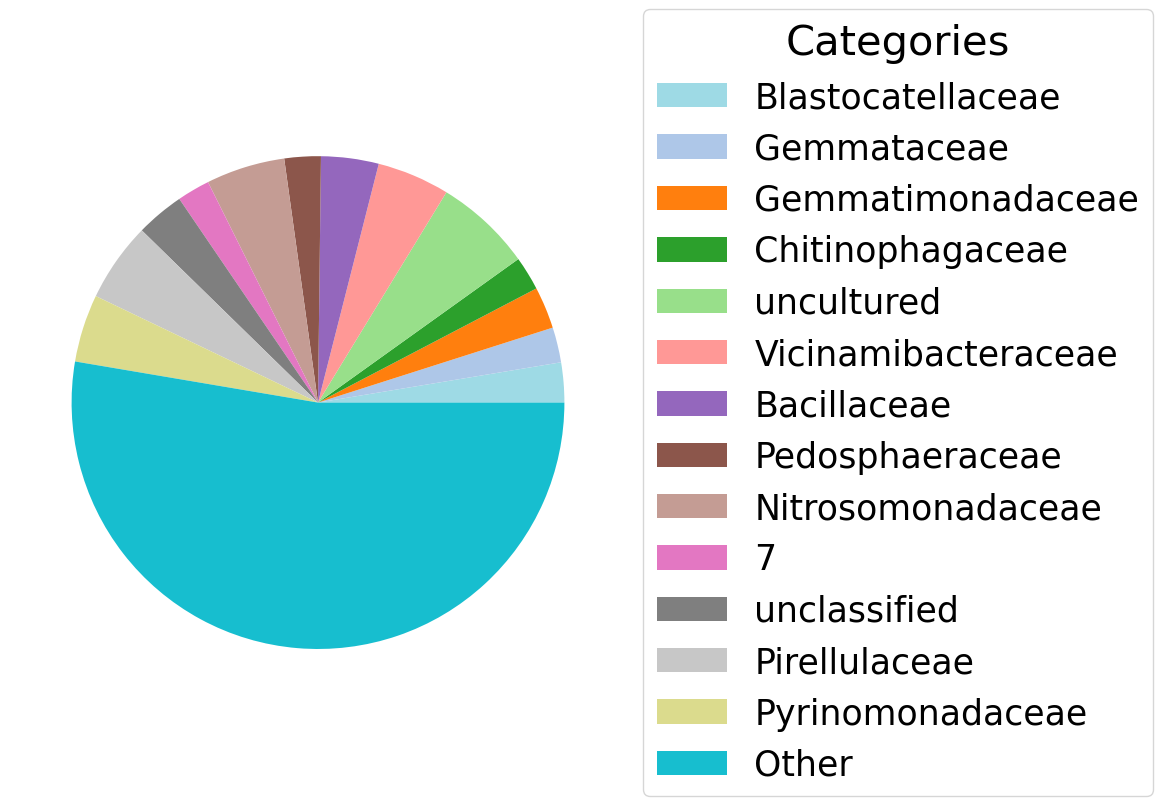 Categories
Blastocatellaceae
Gemmataceae
Gemmatimonadaceae
Chitinophagaceae
uncultured
Vicinamibacteraceae
Bacillaceae
Pedosphaeraceae
Nitrosomonadaceae
7
unclassified
Pirellulaceae
Pyrinomonadaceae
Other